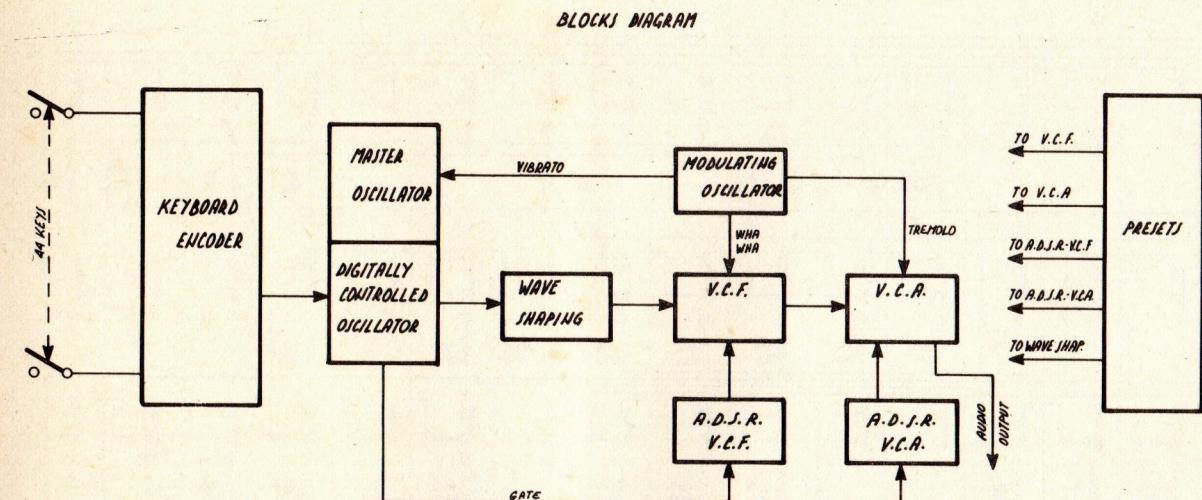 BLOCKS DIAGRAM
44 KEYS
KEYBOARD
ENCODER
MASTER
OSCILLATOR
DIGITALLY
CONTROLLED
OSCILLATOR
VIBRATO
MODULATING
OSCILLATOR
WHA
WHA
TREMOLO
WAVE
SHAPING
V.C.F.
V.C.A.
A.D.S.R.
V.C.F.
A.D.S.R.
V.C.A.
AUDIO
OUTPUT
GATE
TO V.C.F.
TO V.C.A
TO A.D.S.R-V.C.F
TO A.D.S.R.-V.C.A.
TO WAVE SHAP.
PRESETS